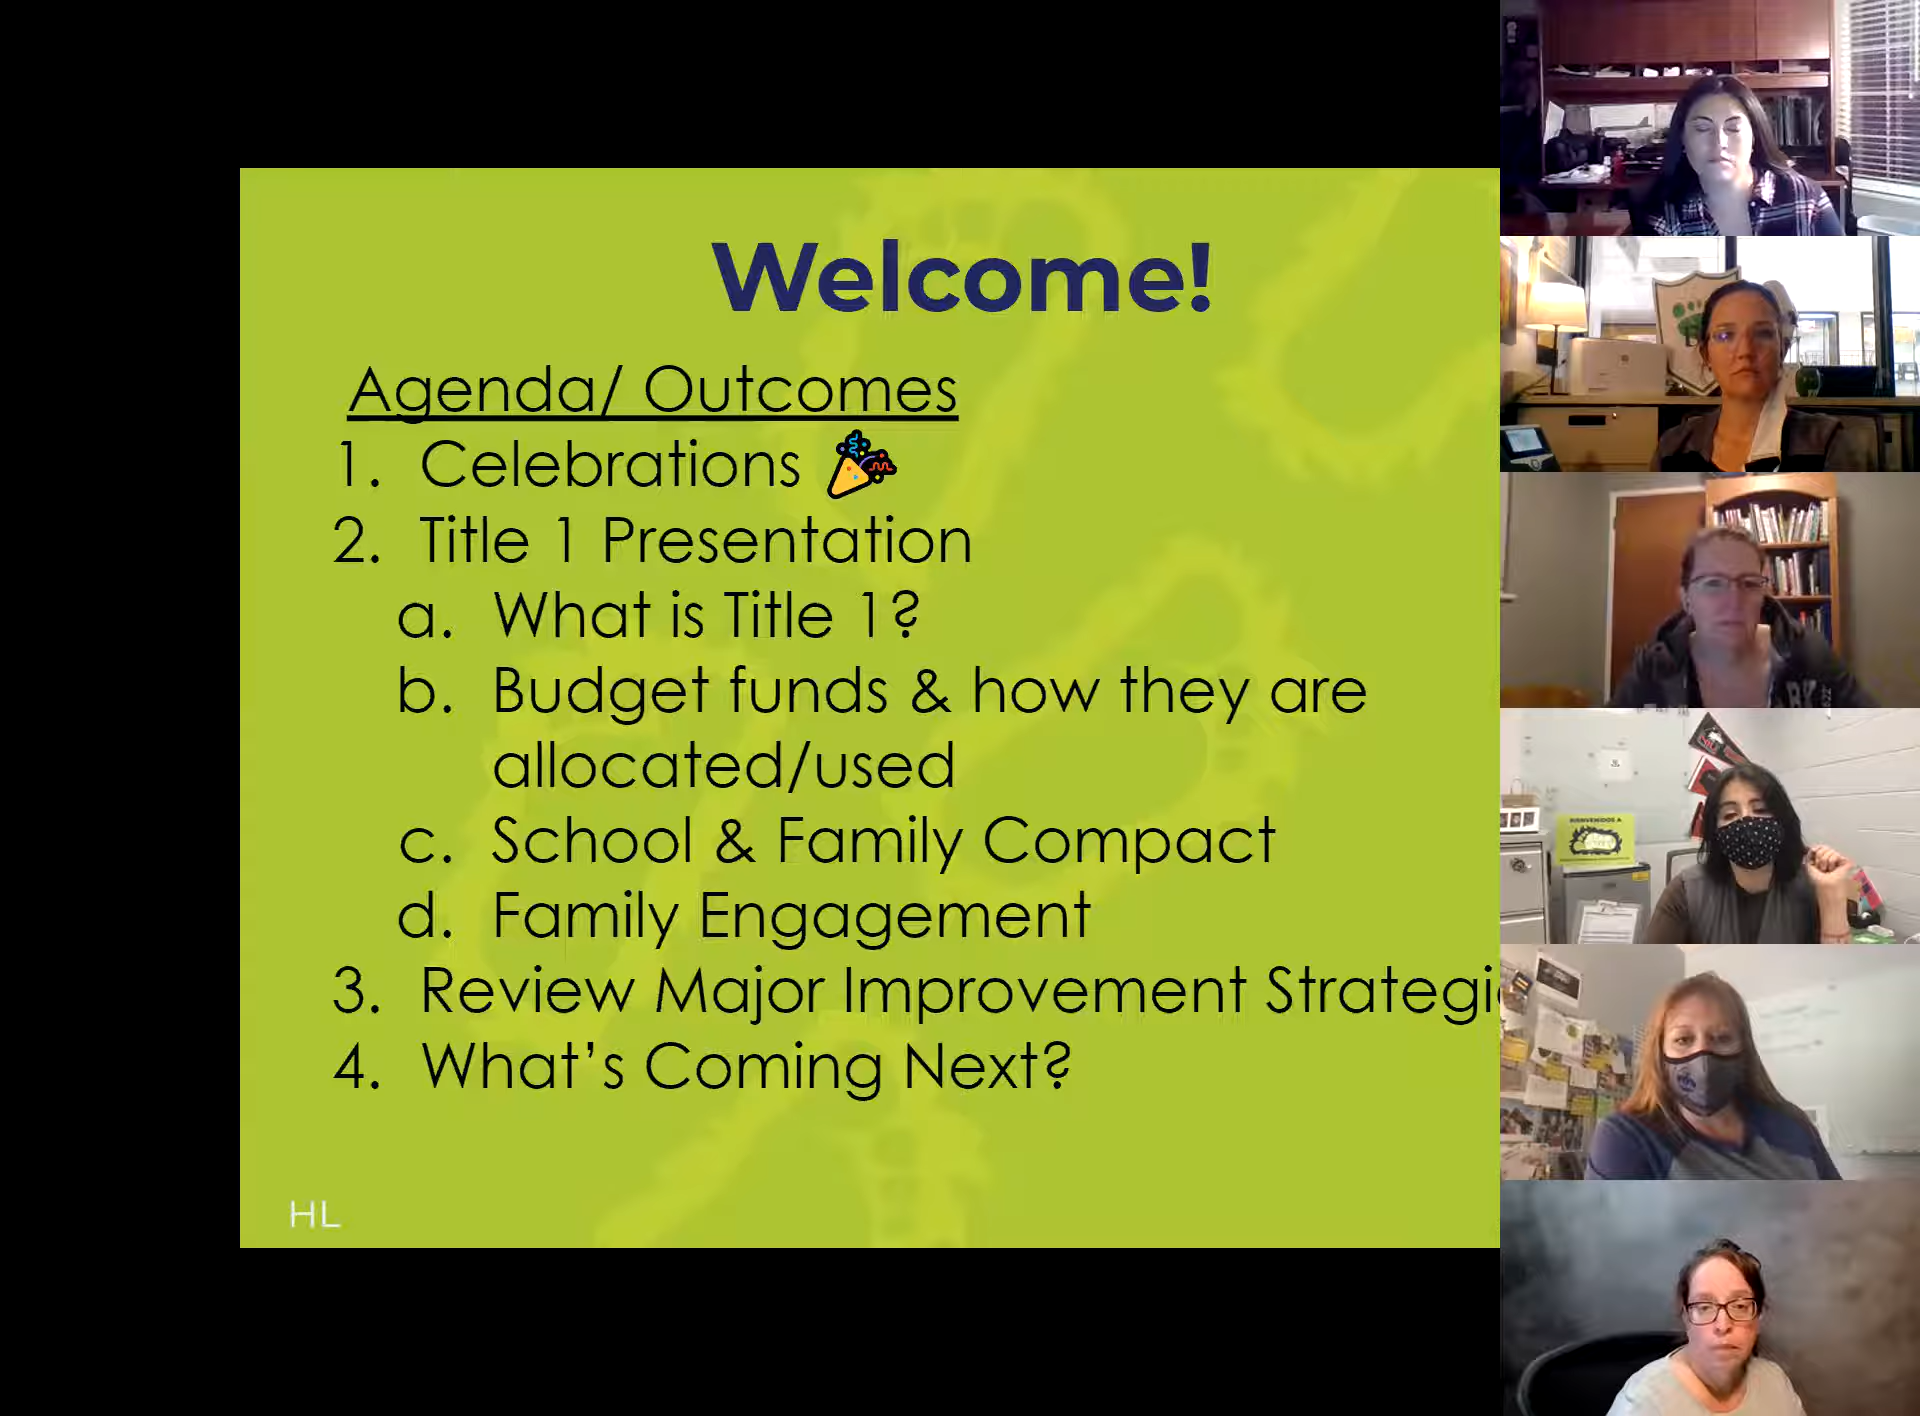 Welcome!
Agenda/ Outcomes
1. Celebrations
2. Title 1 Presentation
a. What is Title 1?
b. Budget funds & how they are
allocated/used
c. School & Family Compact
d. Family Engagement
3. Review Major Improvement Strategi
4. What's Coming Next?
HL
BIENVENIDOS A